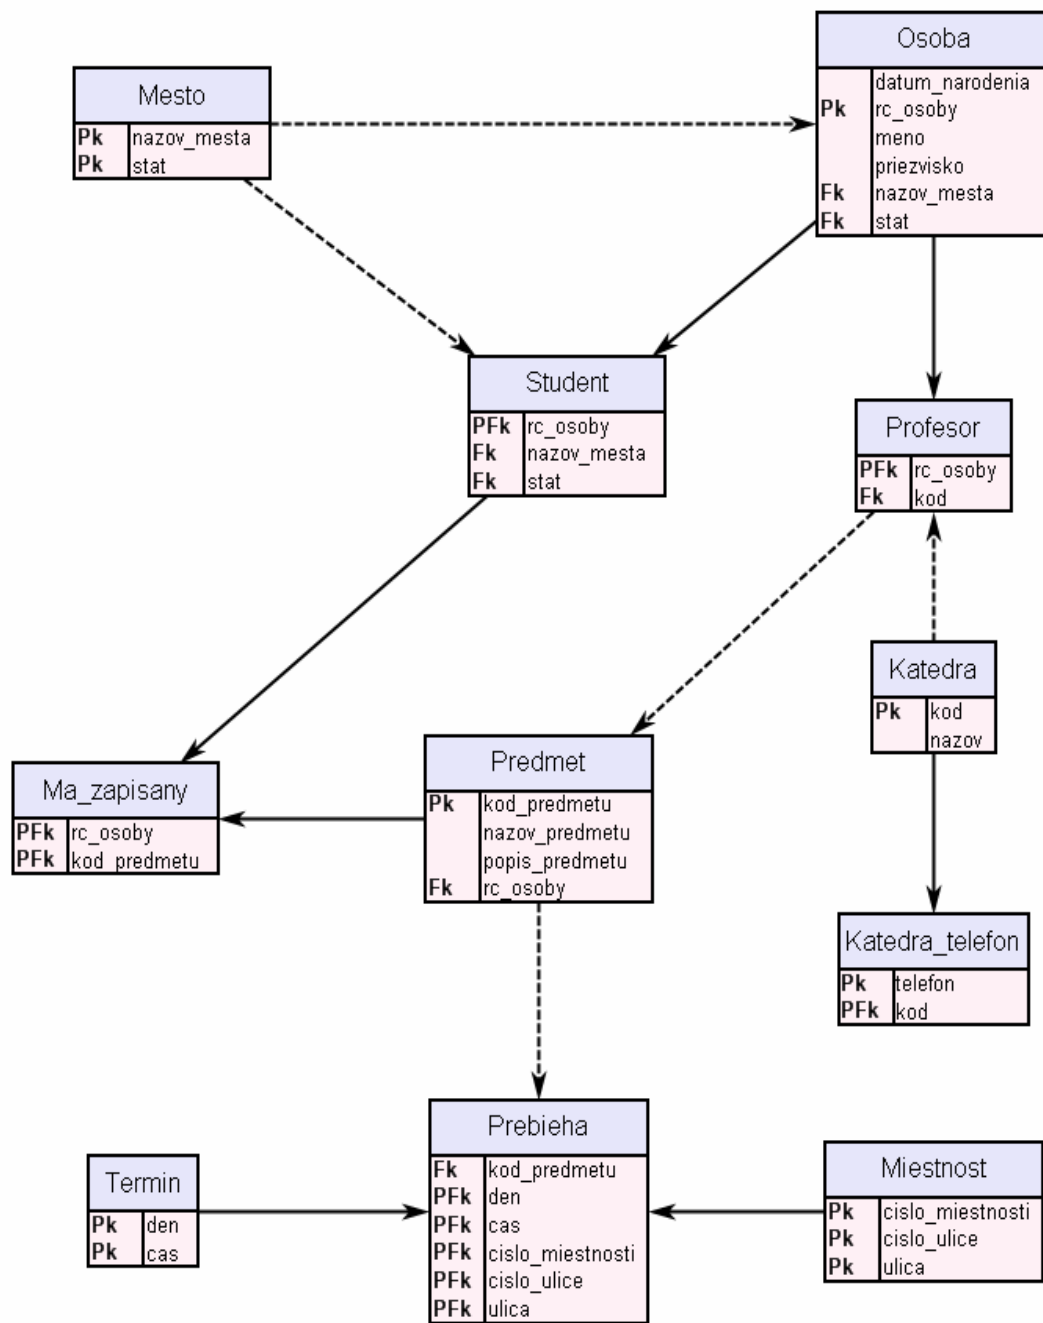 Osoba
datum_narodenia
Pk rc_osoby
meno
priezvisko
Fk nazov_mesta
Fk stat
Mesto
Pk nazov_mesta
Pk stat
Student
PFk rc_osoby
Fk nazov_mesta
Fk stat
Profesor
PFk rc_osoby
Fk kod
Katedra
Pk kod
nazov
Ma_zapisany
PFk rc_osoby
PFk kod_predmetu
Predmet
Pk kod_predmetu
nazov_predmetu
popis_predmetu
Fk rc_osoby
Katedra_telefon
Pk telefon
PFk kod
Prebieha
Fk kod_predmetu
PFk den
PFk cas
PFk cislo_miestnosti
PFk cislo_ulice
PFk ulica
Termin
Pk den
Pk cas
Miestnost
Pk cislo_miestnosti
Pk cislo_ulice
Pk ulica